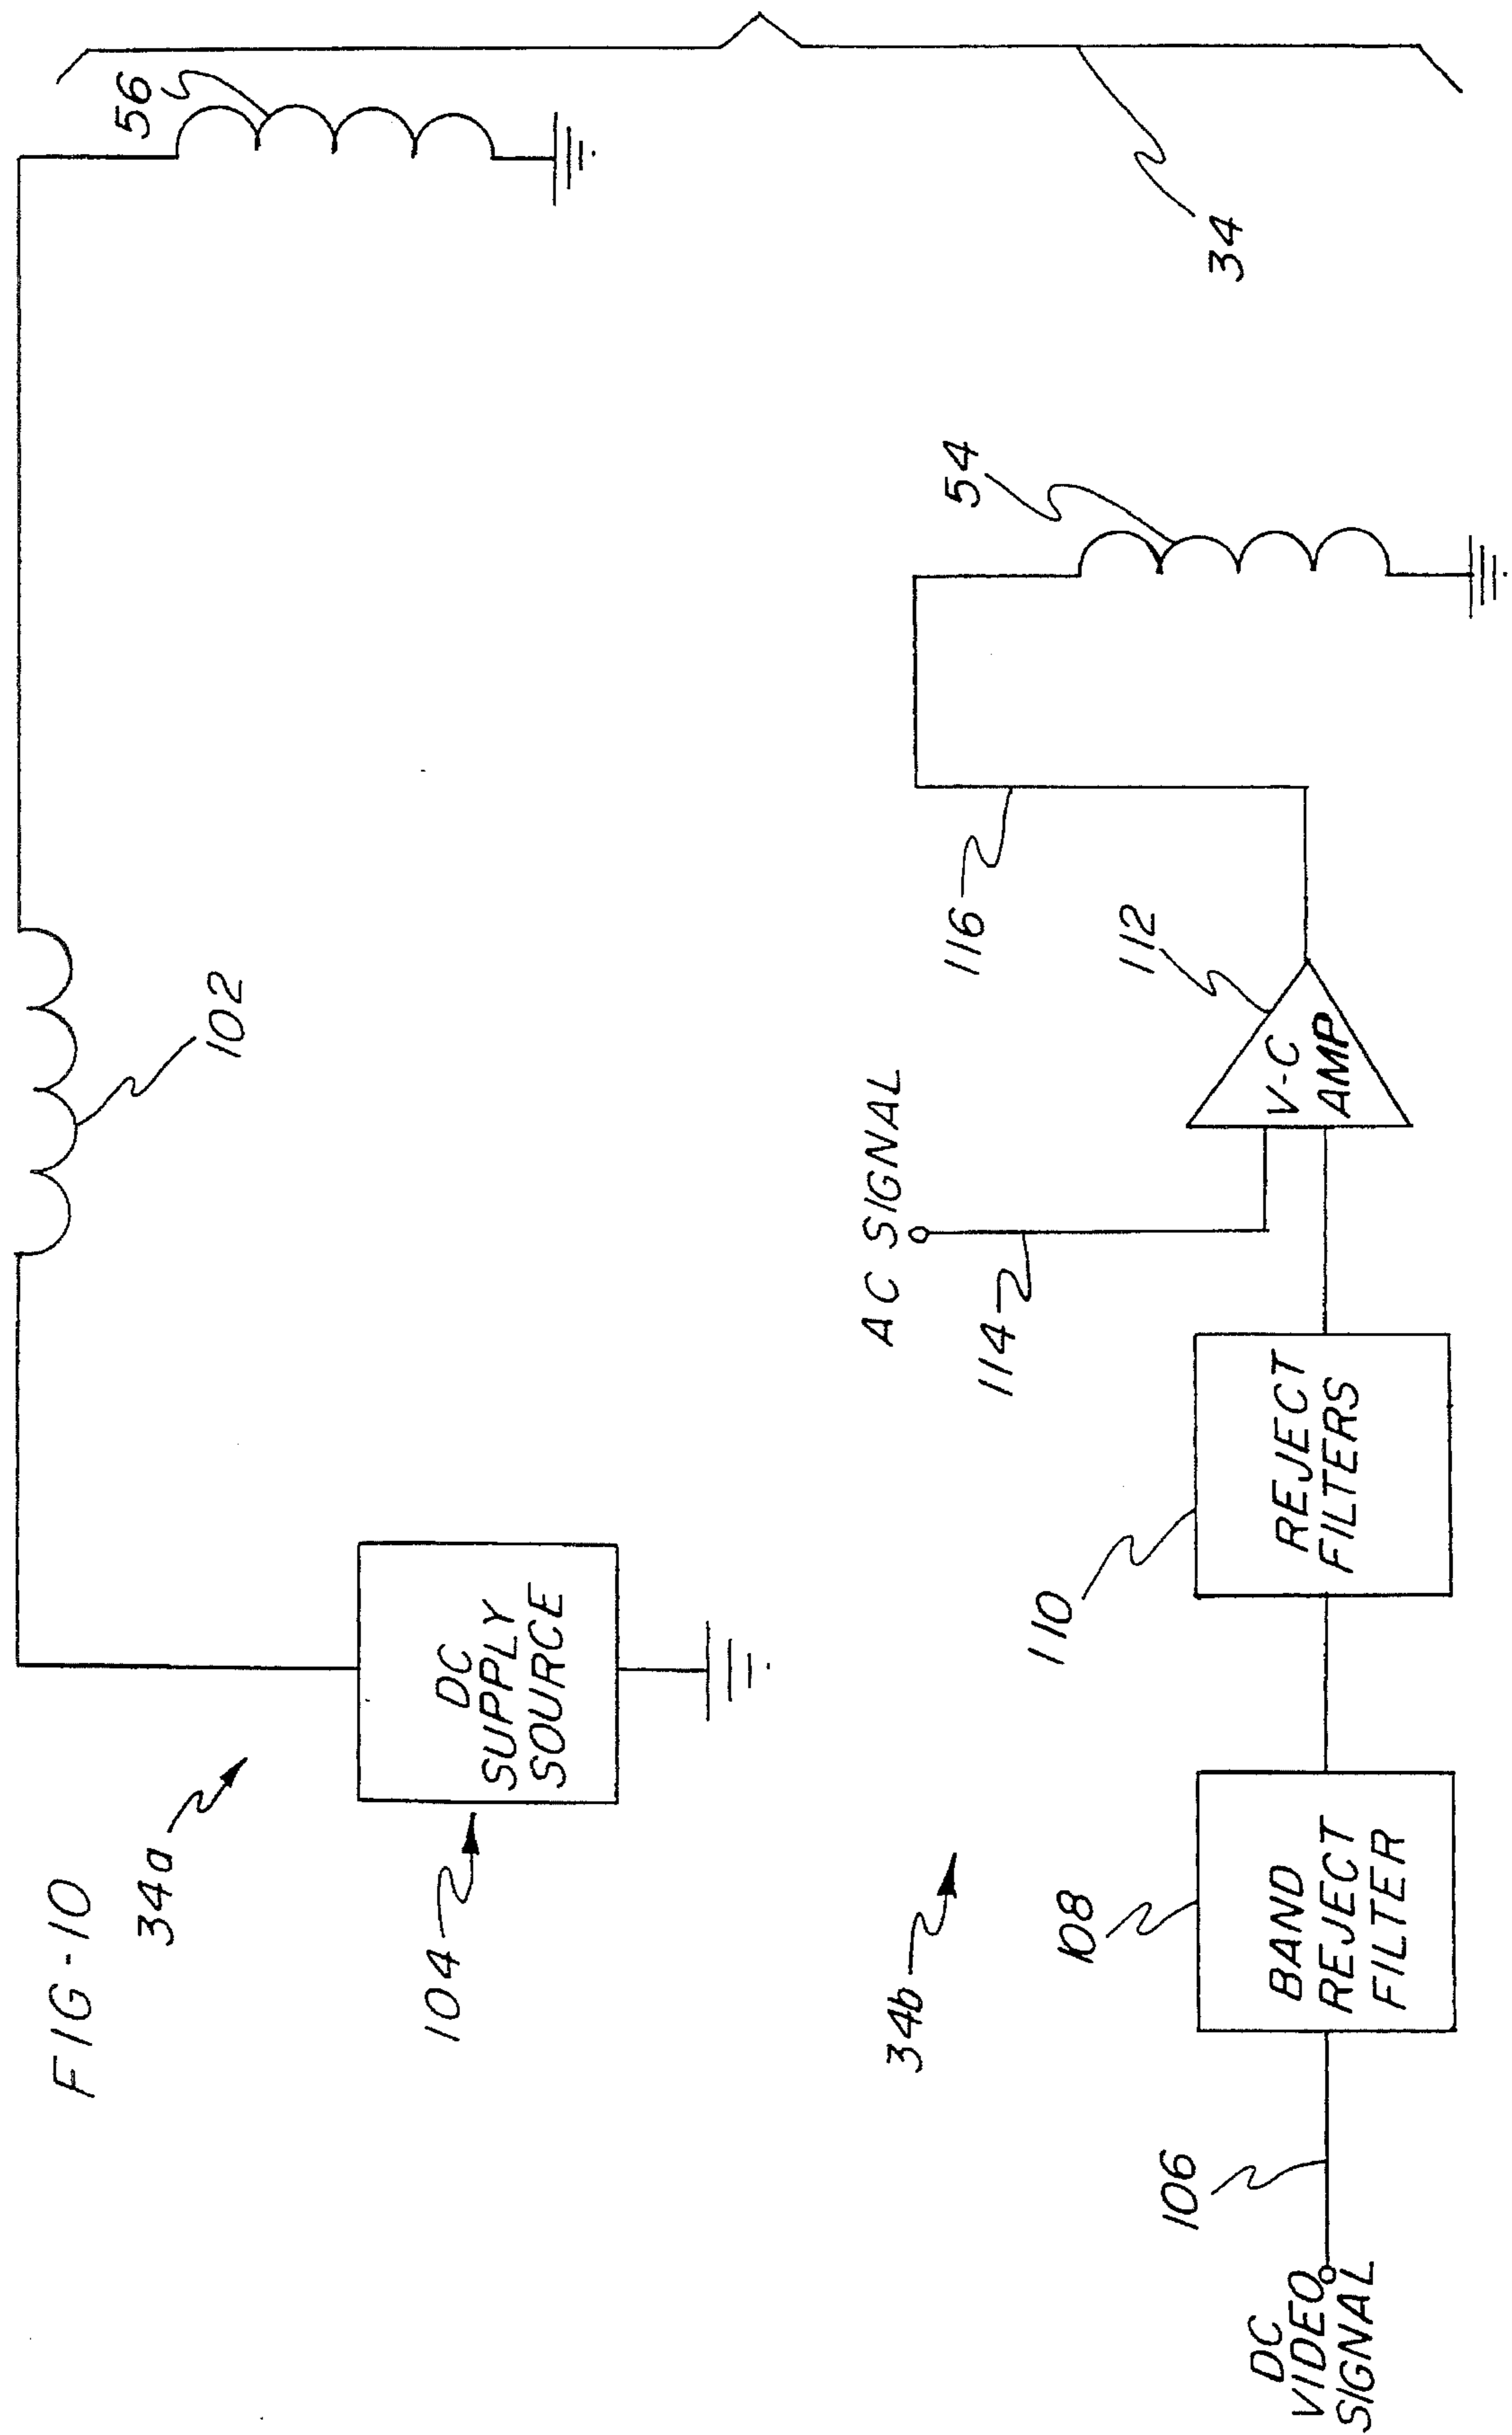 FIG-10
34a
102
56
104
DC
SUPPLY
SOURCE
34
34b
AC SIGNAL
54
114
116
108
110
112
106
DC
VIDEO
SIGNAL
BAND
REJECT
FILTER
REJECT
FILTERS
V-C
AMP